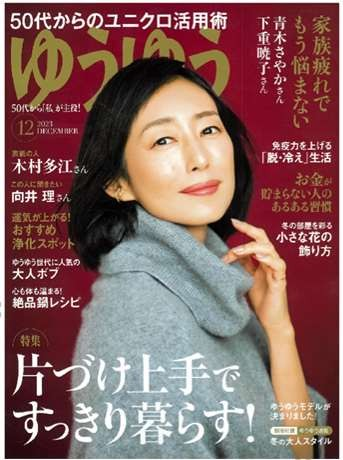 50代からのユニクロ活用術
ゆうゆう
50代から「私」が主役!
12
2023
DECEMBER
家族疲れで
もう悩まない
青木さやかさん
下重暁子さん
免疫力を上げる
「脱・冷え」生活
お金が
貯まらない人の
あるある習慣
冬の部屋を彩る
小さな花の
飾り方
表紙の人
木村多江さん
この人に聞きたい
向井 理さん
運気が上がる!
おすすめ
浄化スポット
ゆうゆう世代に人気の
大人ボブ
心も体も温まる!
絶品鍋レシピ
特集
片づけ上手で
すっきり暮らす!
ゆうゆうモデルが
決まりました!
冬の大人スタイル